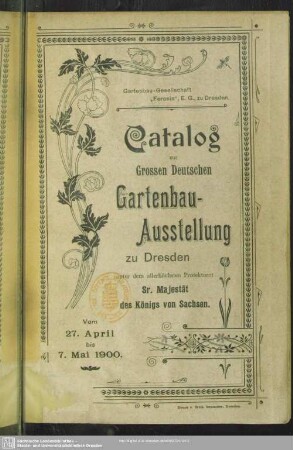 Gartenbau-Gesellschaft
„Feronia", E. G., zu Dresden.
Catalog
zur
Grossen Deutschen
Gartenbau-
Ausstellung
zu Dresden
unter dem allerhöchsten Protektorat
Sr. Majestät
des Königs von Sachsen.
Vom
27. April
bis
7. Mai 1900.